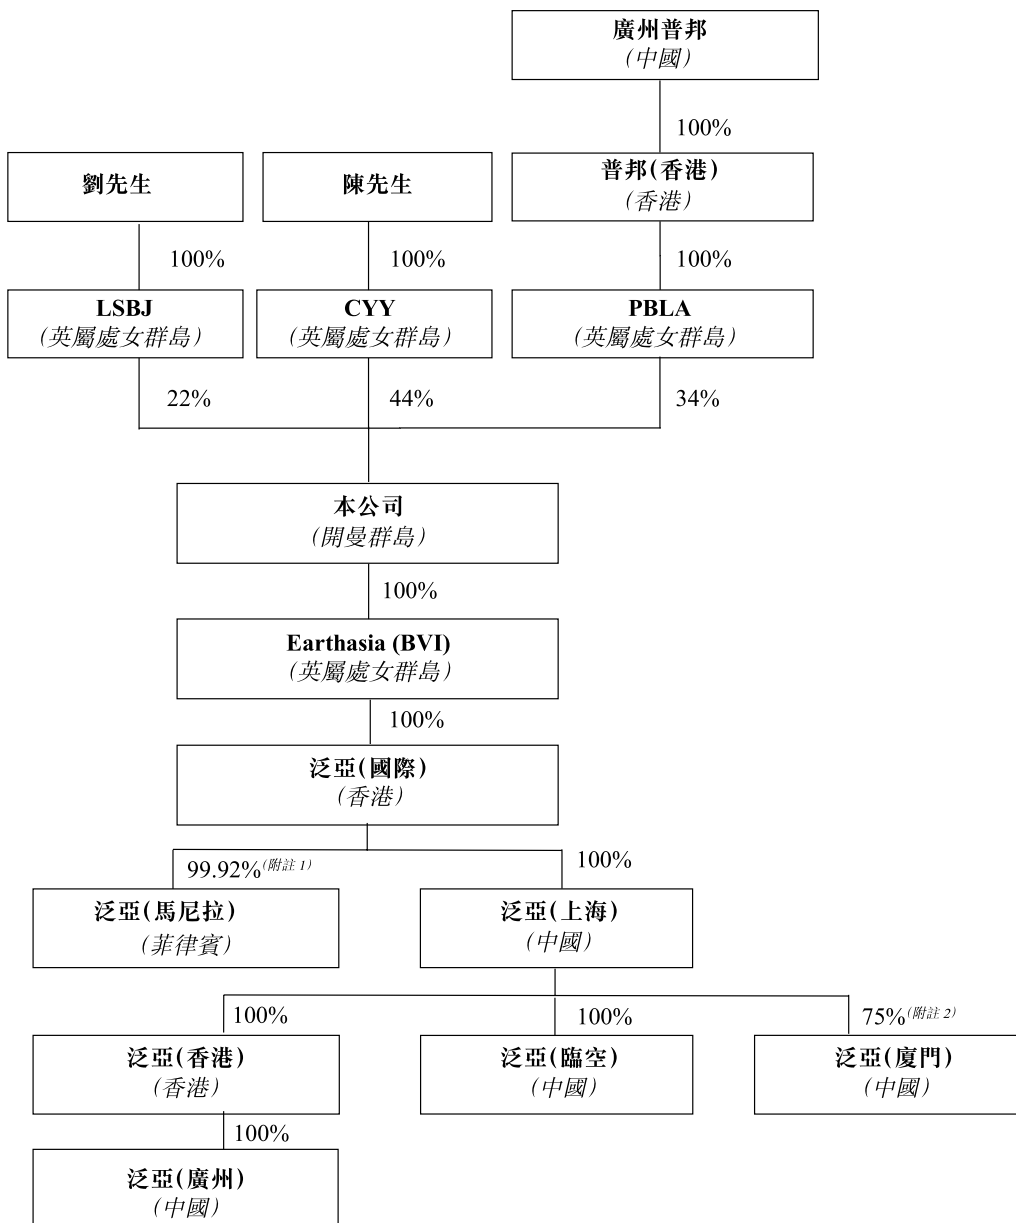 廣州普邦
(中國)
100%
劉先生
陳先生
普邦(香港)
(香港)
100%
100%
100%
LSBJ
(英屬處女群島)
CYY
(英屬處女群島)
PBLA
(英屬處女群島)
22%
44%
34%
本公司
(開曼群島)
100%
Earthasia (BVI)
(英屬處女群島)
100%
泛亞(國際)
(香港)
99.92%(附註 1)
100%
泛亞(馬尼拉)
(菲律賓)
泛亞(上海)
(中國)
100%
100%
75%(附註 2)
泛亞(香港)
(香港)
泛亞(臨空)
(中國)
泛亞(廈門)
(中國)
100%
泛亞(廣州)
(中國)